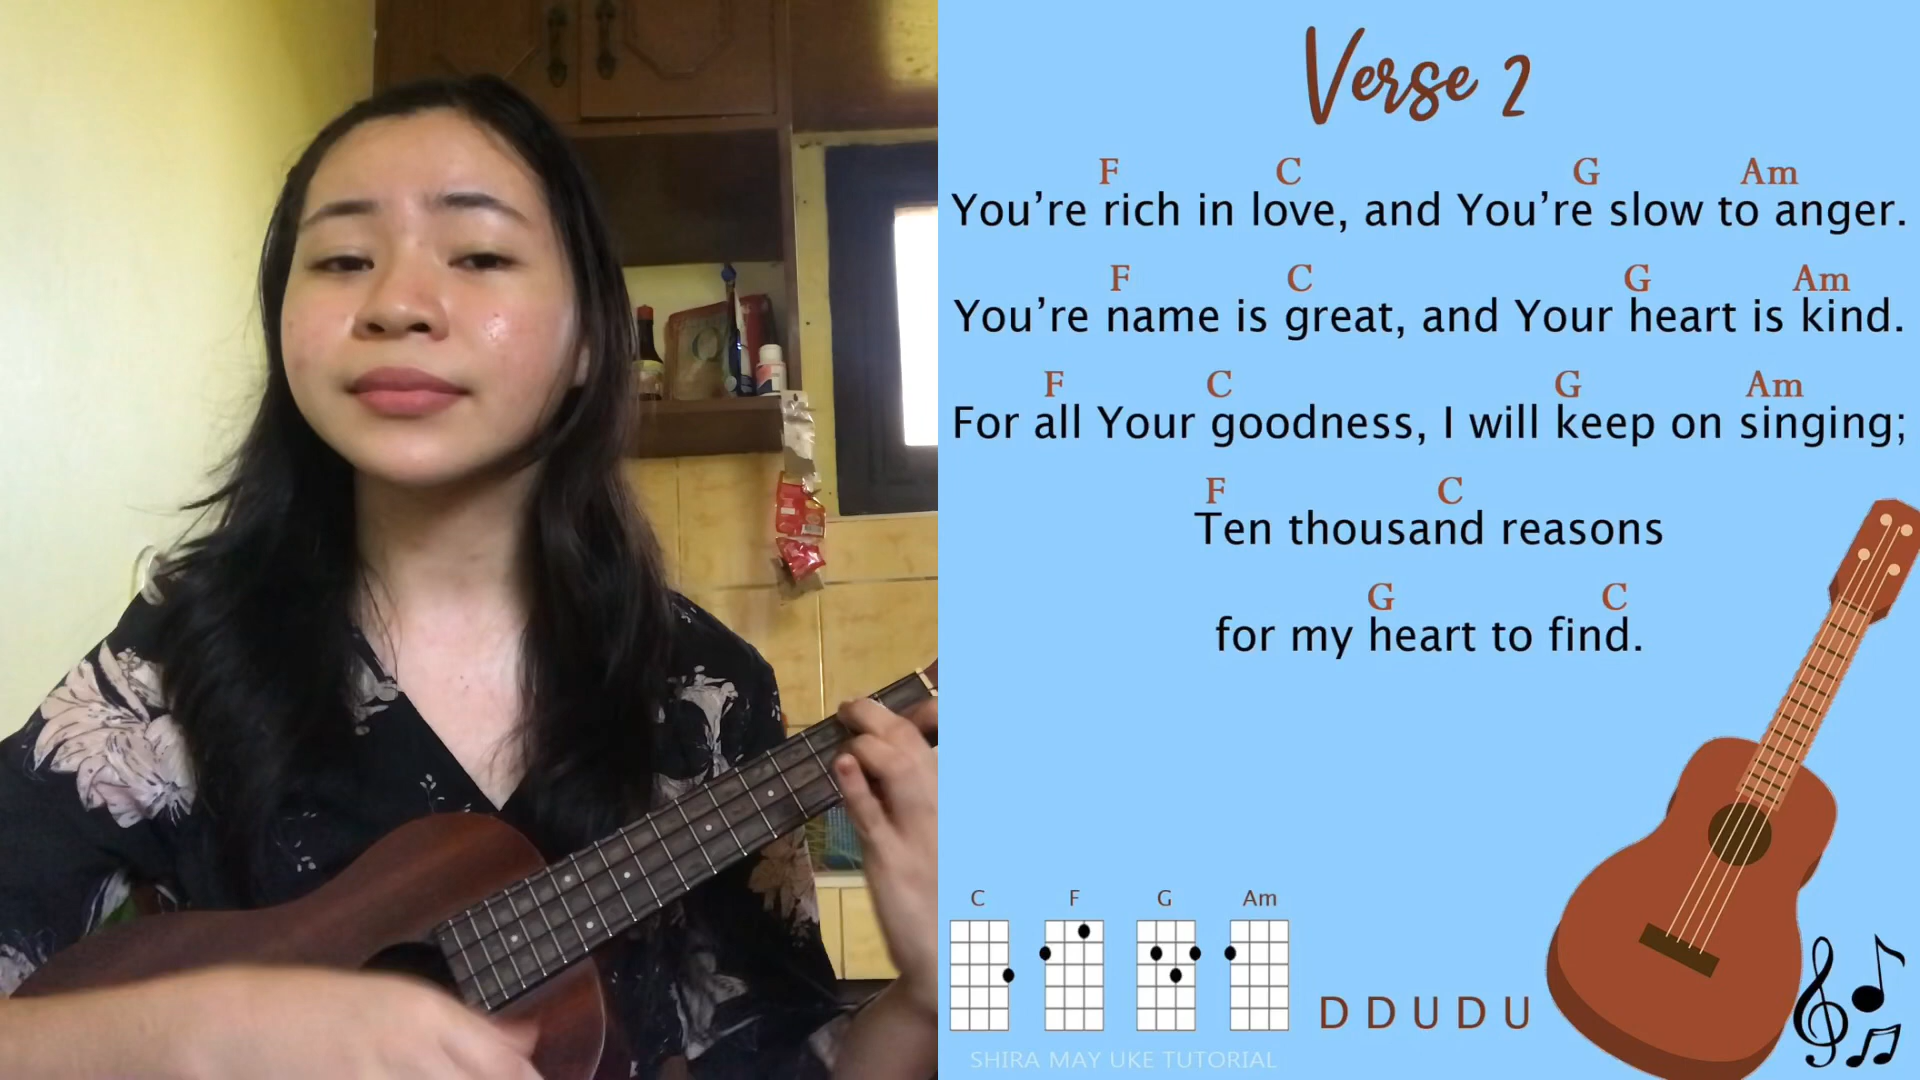 Verse 2
F C G Am
You’re rich in love, and You’re slow to anger.
F C G Am
You’re name is great, and Your heart is kind.
F C G Am
For all Your goodness, I will keep on singing;
F C
Ten thousand reasons
G C
for my heart to find.
C F G Am
D D U D U
SHIRA MAY UKE TUTORIAL